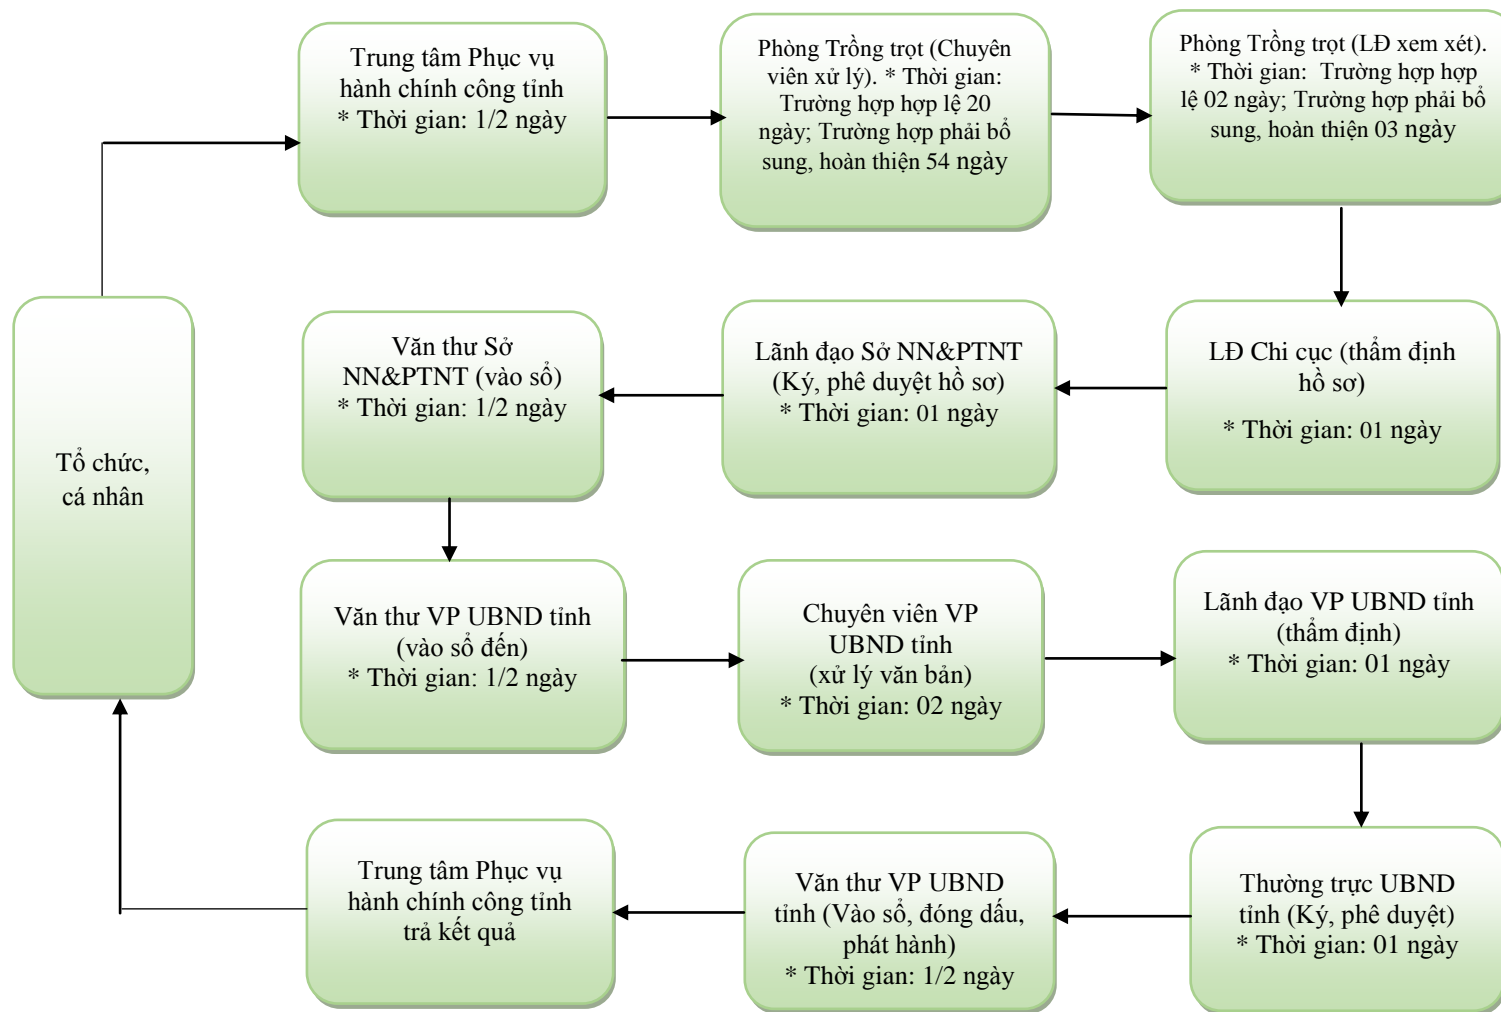 Trung tâm Phục vụ
hành chính công tỉnh
* Thời gian: 1/2 ngày
Phòng Trồng trọt (Chuyên
viên xử lý). * Thời gian:
Trường hợp hợp lệ 20
ngày; Trường hợp phải bổ
sung, hoàn thiện 54 ngày
Phòng Trồng trọt (LĐ xem xét).
* Thời gian: Trường hợp hợp
lệ 02 ngày; Trường hợp phải bổ
sung, hoàn thiện 03 ngày
Tổ chức,
cá nhân
Văn thư Sở
NN&PTNT (vào sổ)
* Thời gian: 1/2 ngày
Lãnh đạo Sở NN&PTNT
(Ký, phê duyệt hồ sơ)
* Thời gian: 01 ngày
LĐ Chi cục (thẩm định
hồ sơ)
* Thời gian: 01 ngày
Văn thư VP UBND tỉnh
(vào sổ đến)
* Thời gian: 1/2 ngày
Chuyên viên VP
UBND tỉnh
(xử lý văn bản)
* Thời gian: 02 ngày
Lãnh đạo VP UBND tỉnh
(thẩm định)
* Thời gian: 01 ngày
Trung tâm Phục vụ
hành chính công tỉnh
trả kết quả
Văn thư VP UBND
tỉnh (Vào sổ, đóng dấu,
phát hành)
* Thời gian: 1/2 ngày
Thường trực UBND
tỉnh (Ký, phê duyệt)
* Thời gian: 01 ngày